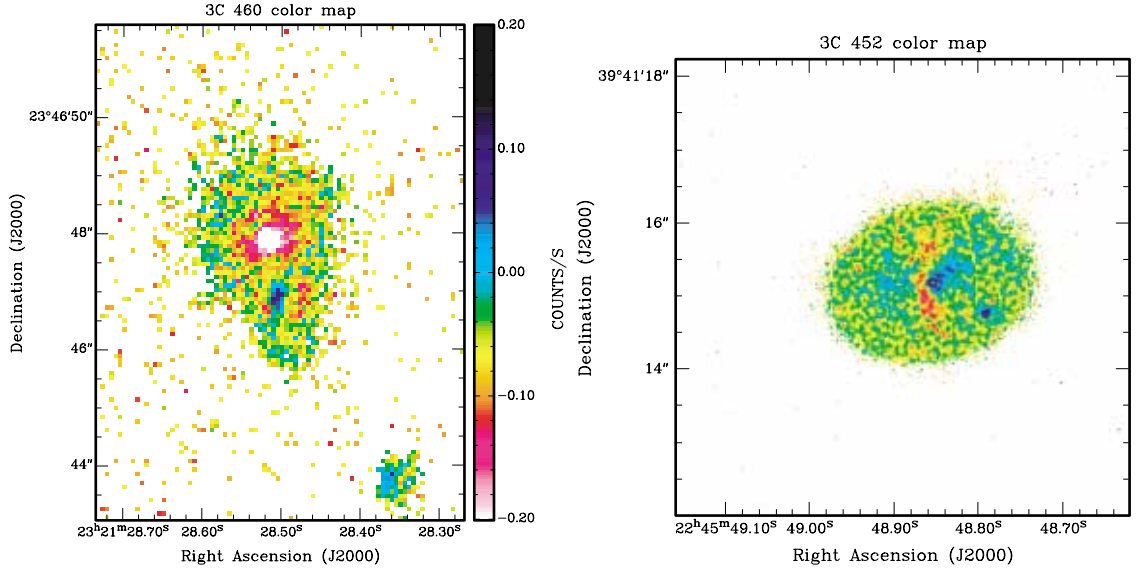 3C 460 color map
0.20
0.10
0.00
−0.10
−0.20
COUNTS/S
23°46'50"
48"
46"
44"
Declination (J2000)
23ʰ21ᵐ28.70ˢ
28.60ˢ
28.50ˢ
28.40ˢ
28.30ˢ
Right Ascension (J2000)
3C 452 color map
39°41'18"
16"
14"
Declination (J2000)
22ʰ45ᵐ49.10ˢ
49.00ˢ
48.90ˢ
48.80ˢ
48.70ˢ
Right Ascension (J2000)